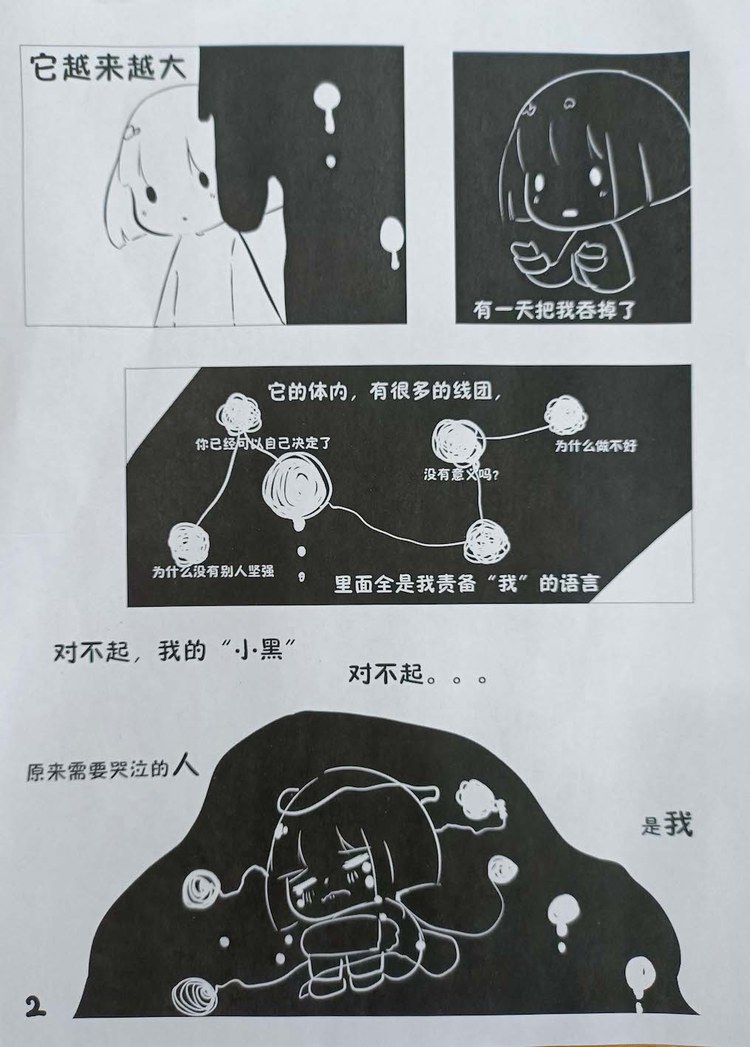 它越来越大
有一天把我吞掉了
它的体内，有很多的线团，
你已经可以自己决定了
为什么做不好
没有意义吗？
为什么没有别人坚强
里面全是我责备“我”的语言
对不起，我的“小黑”
对不起。。。
原来需要哭泣的人
是我
2